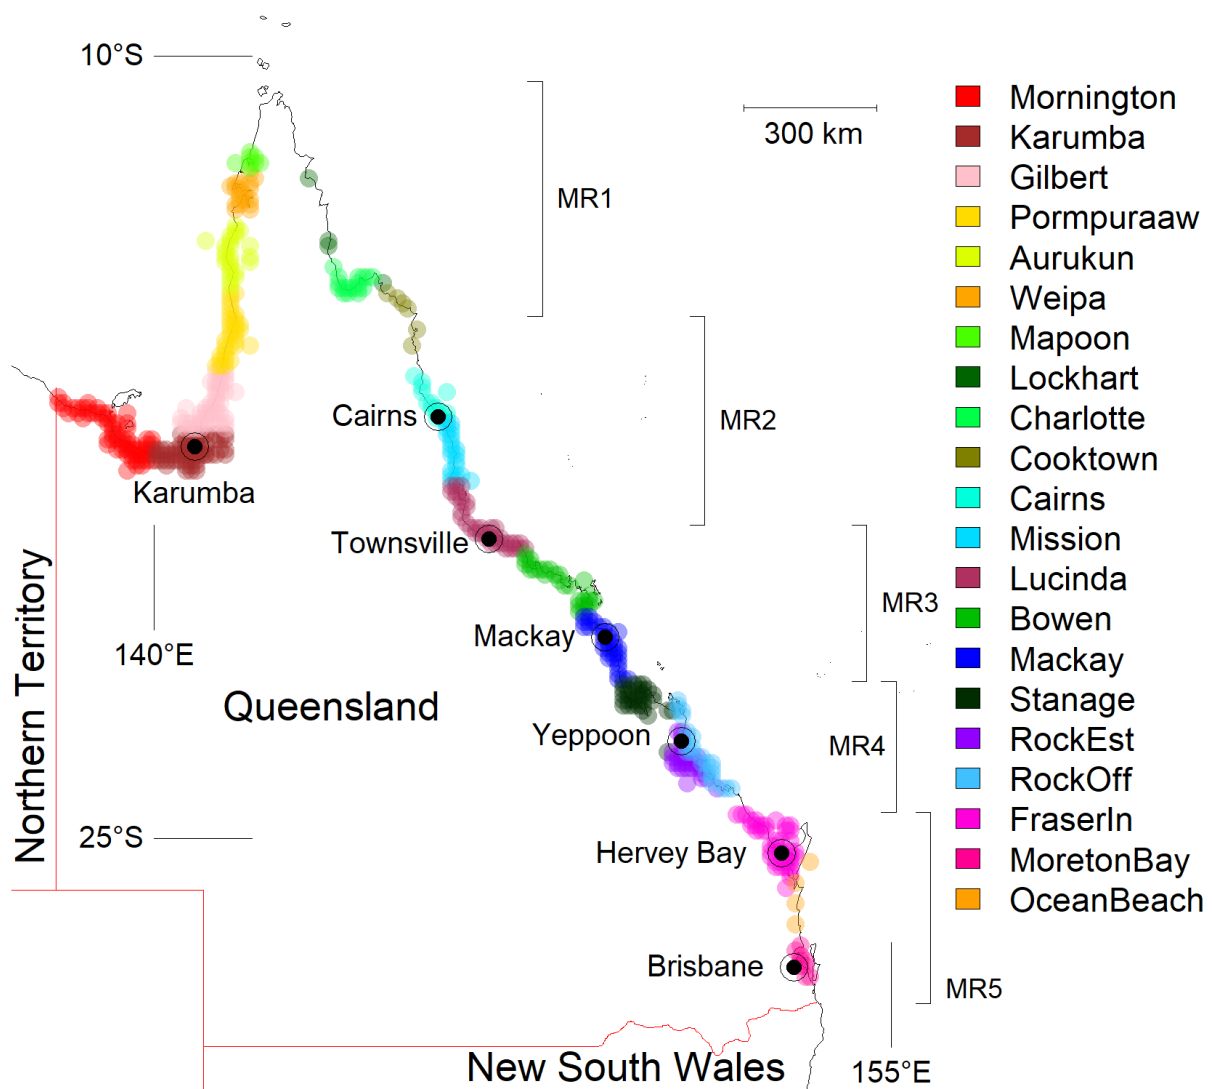 10°S
300 km
MR1
Mornington
Karumba
Gilbert
Pormpuraaw
Aurukun
Weipa
Mapoon
Lockhart
Charlotte
Cooktown
Cairns
Mission
Lucinda
Bowen
Mackay
Stanage
RockEst
RockOff
FraserIn
MoretonBay
OceanBeach
Cairns
MR2
Karumba
Townsville
MR3
Mackay
140°E
Northern Territory
Queensland
Yeppoon
MR4
25°S
Hervey Bay
Brisbane
MR5
New South Wales
155°E